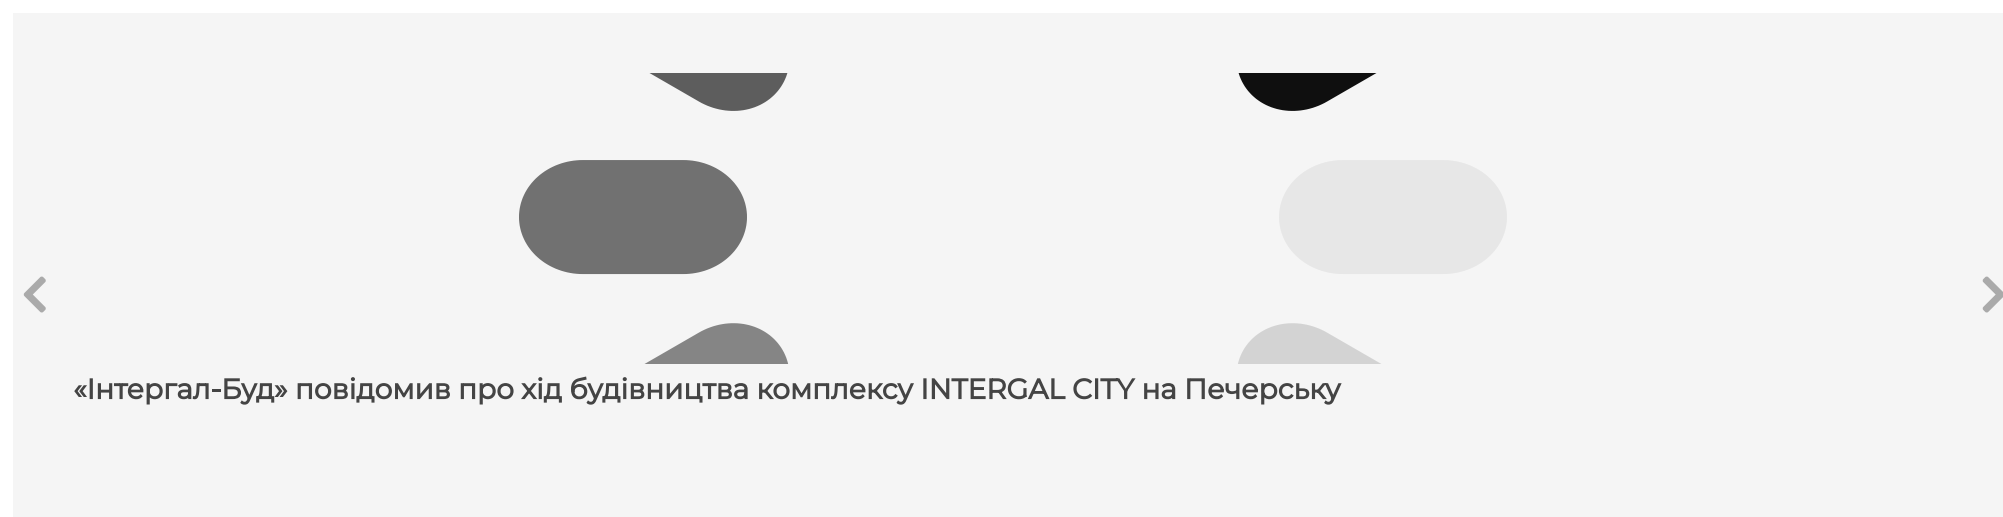 «Інтергал-Буд» повідомив про хід будівництва комплексу INTERGAL CITY на Печерську